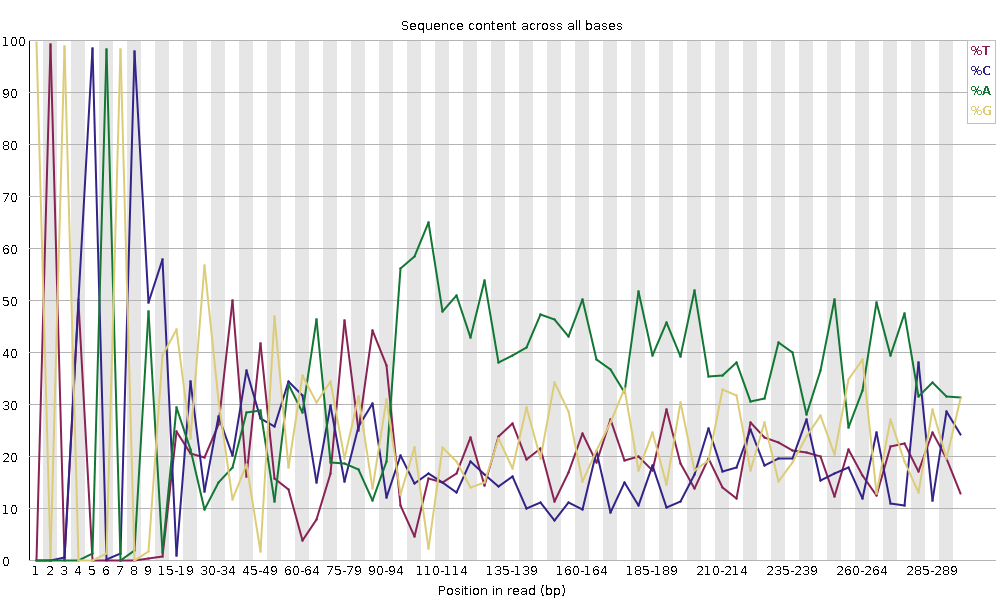 Sequence content across all bases
%T
%C
%A
%G
100
90
80
70
60
50
40
30
20
10
0
1 2 3 4 5 6 7 8 9 15-19 30-34 45-49 60-64 75-79 90-94 110-114 135-139 160-164 185-189 210-214 235-239 260-264 285-289
Position in read (bp)